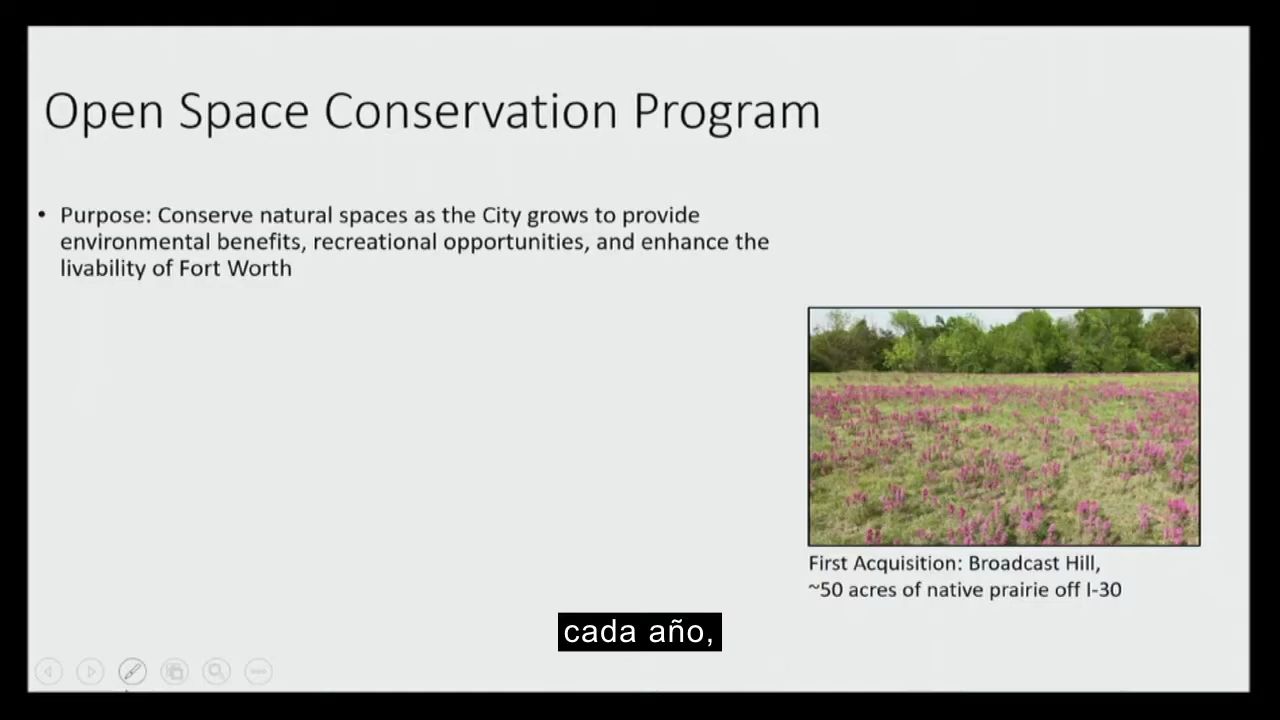 Open Space Conservation Program
• Purpose: Conserve natural spaces as the City grows to provide
environmental benefits, recreational opportunities, and enhance the
livability of Fort Worth
First Acquisition: Broadcast Hill,
~50 acres of native prairie off I-30
cada año,